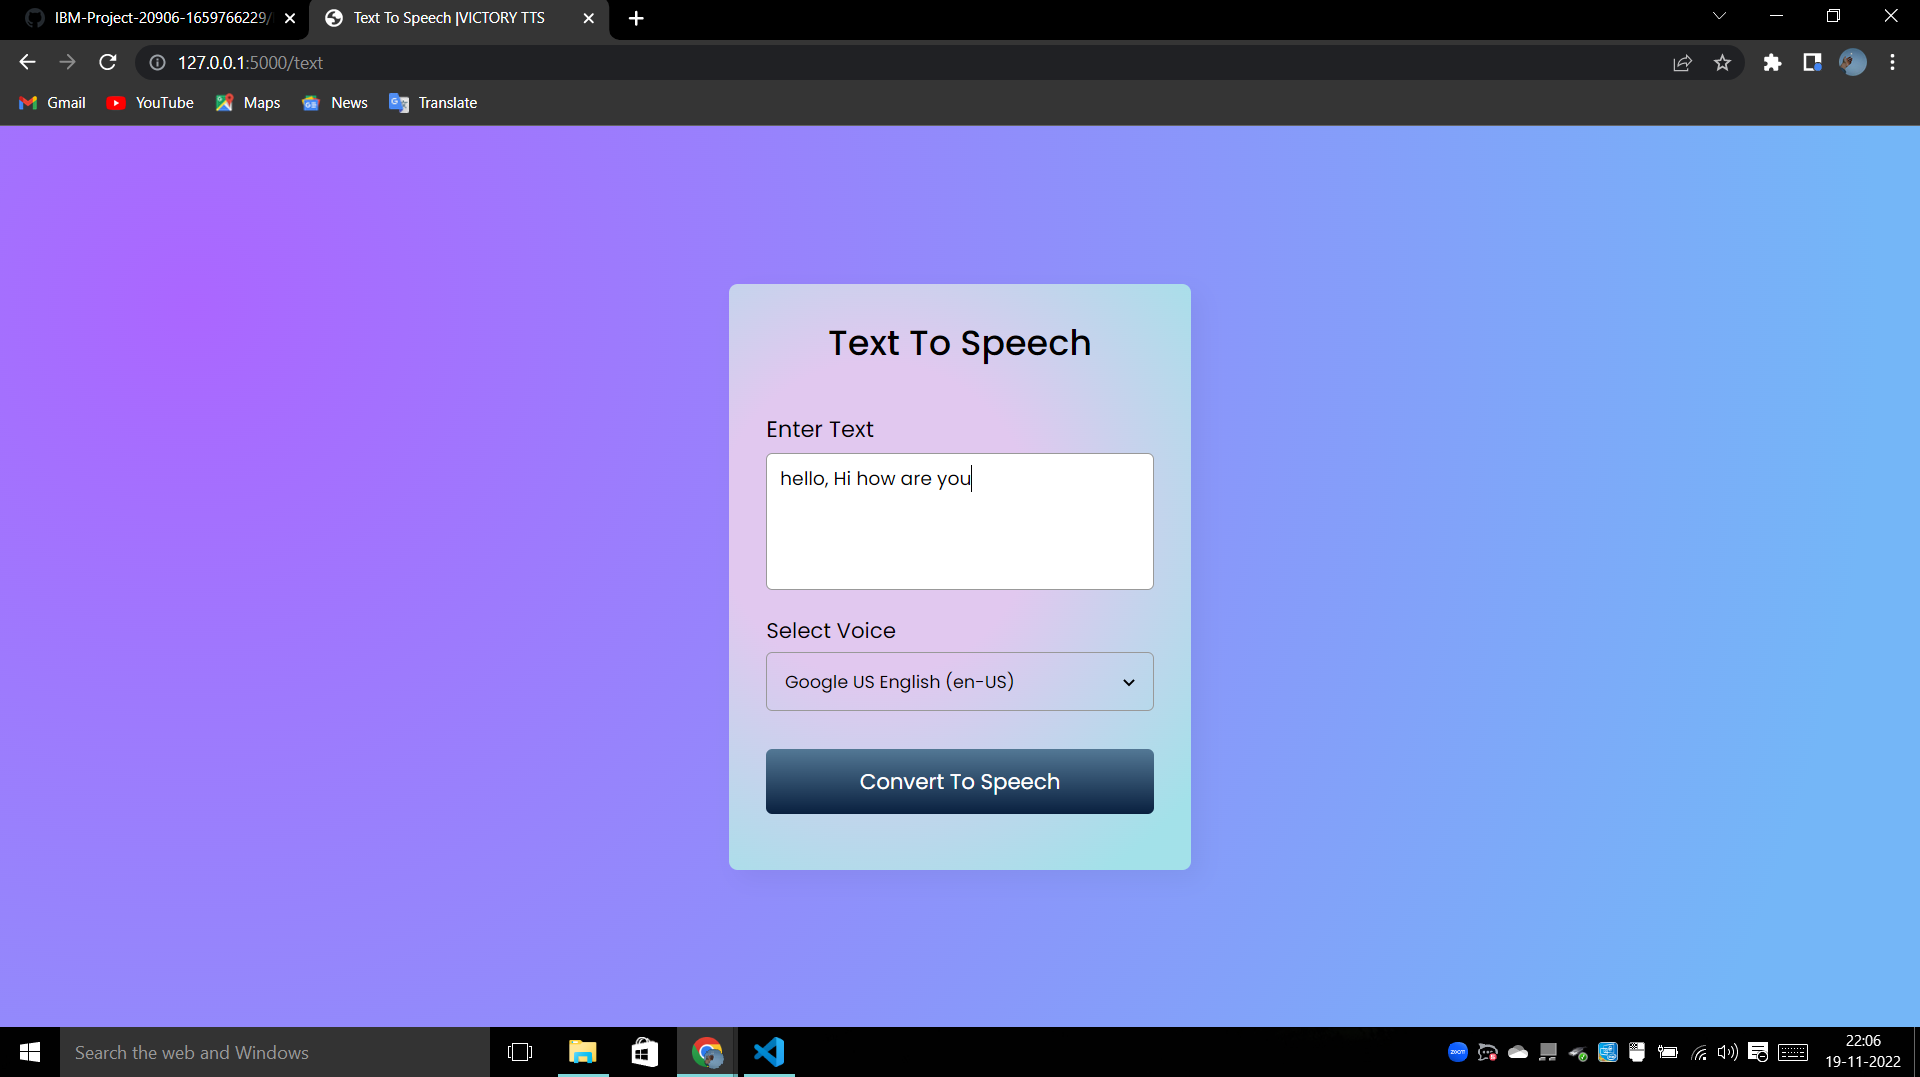 IBM-Project-20906-1659766229/
Text To Speech |VICTORY TTS
127.0.0.1:5000/text
Gmail
YouTube
Maps
News
Translate
Text To Speech
Enter Text
hello, Hi how are you
Select Voice
Google US English (en-US)
Convert To Speech
Search the web and Windows
zoom
22:06
19-11-2022